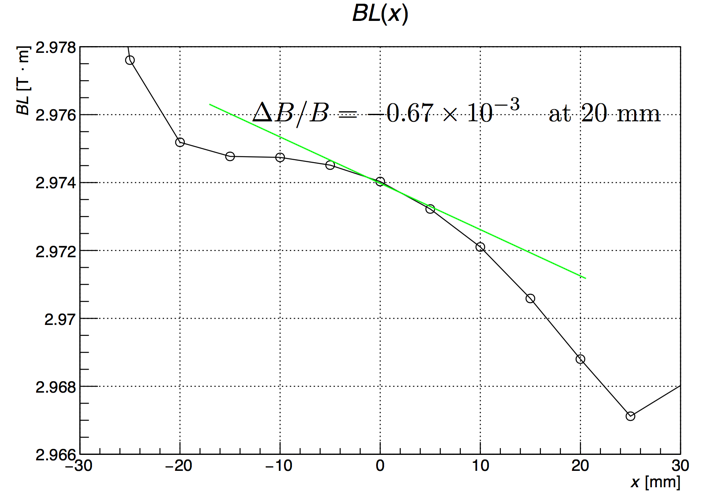 BL(x)
BL [T · m]
2.978
2.976
2.974
2.972
2.97
2.968
2.966
ΔB/B = −0.67 × 10⁻³ at 20 mm
−30 −20 −10 0 10 20 30
x [mm]